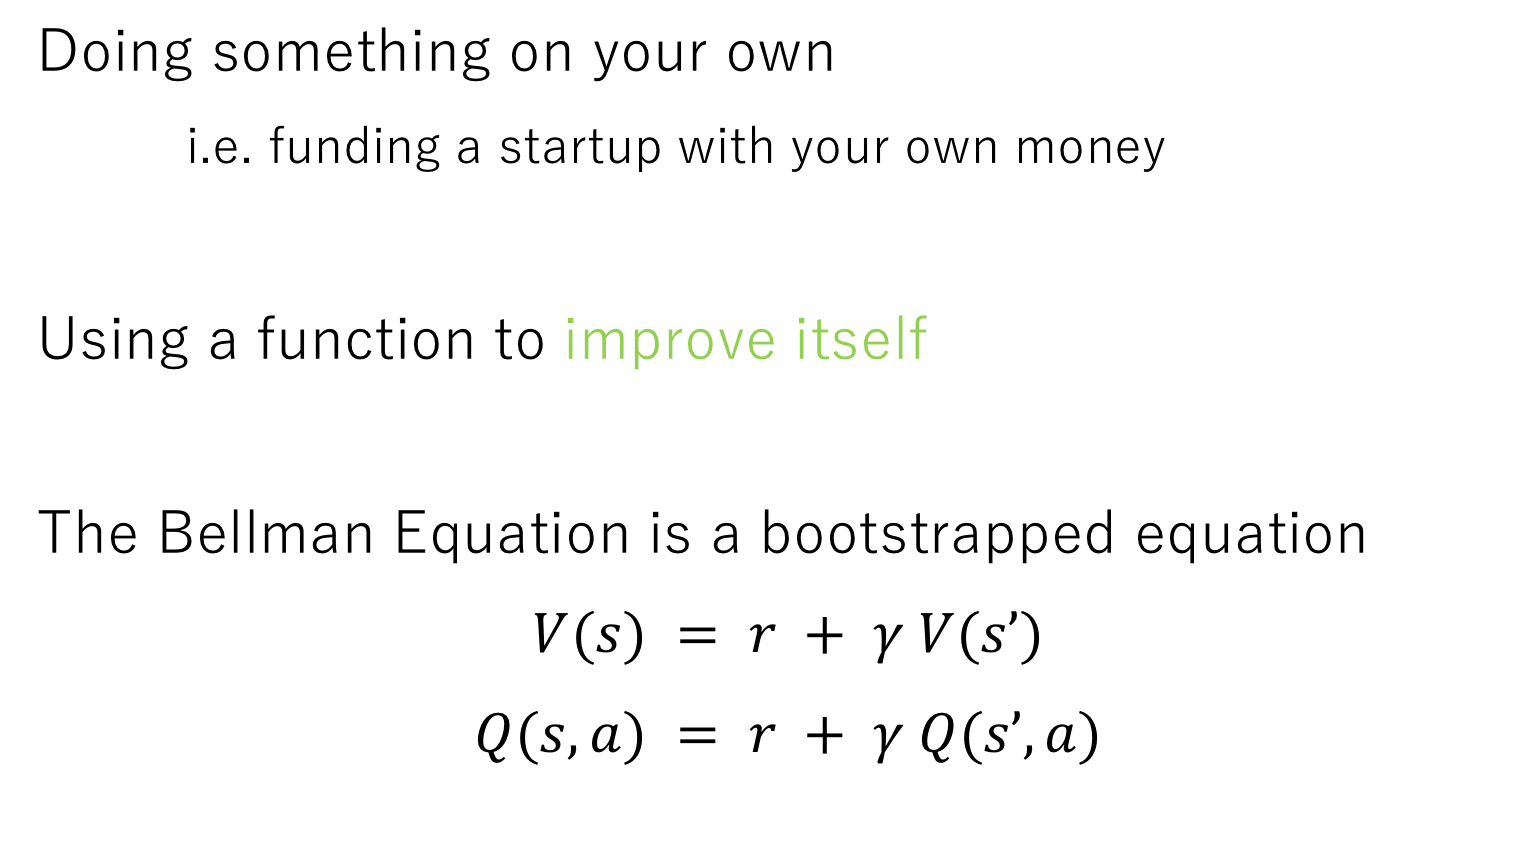 Doing something on your own
i.e. funding a startup with your own money
Using a function to improve itself
The Bellman Equation is a bootstrapped equation
V(s) = r + γ V(s’)
Q(s, a) = r + γ Q(s’, a)